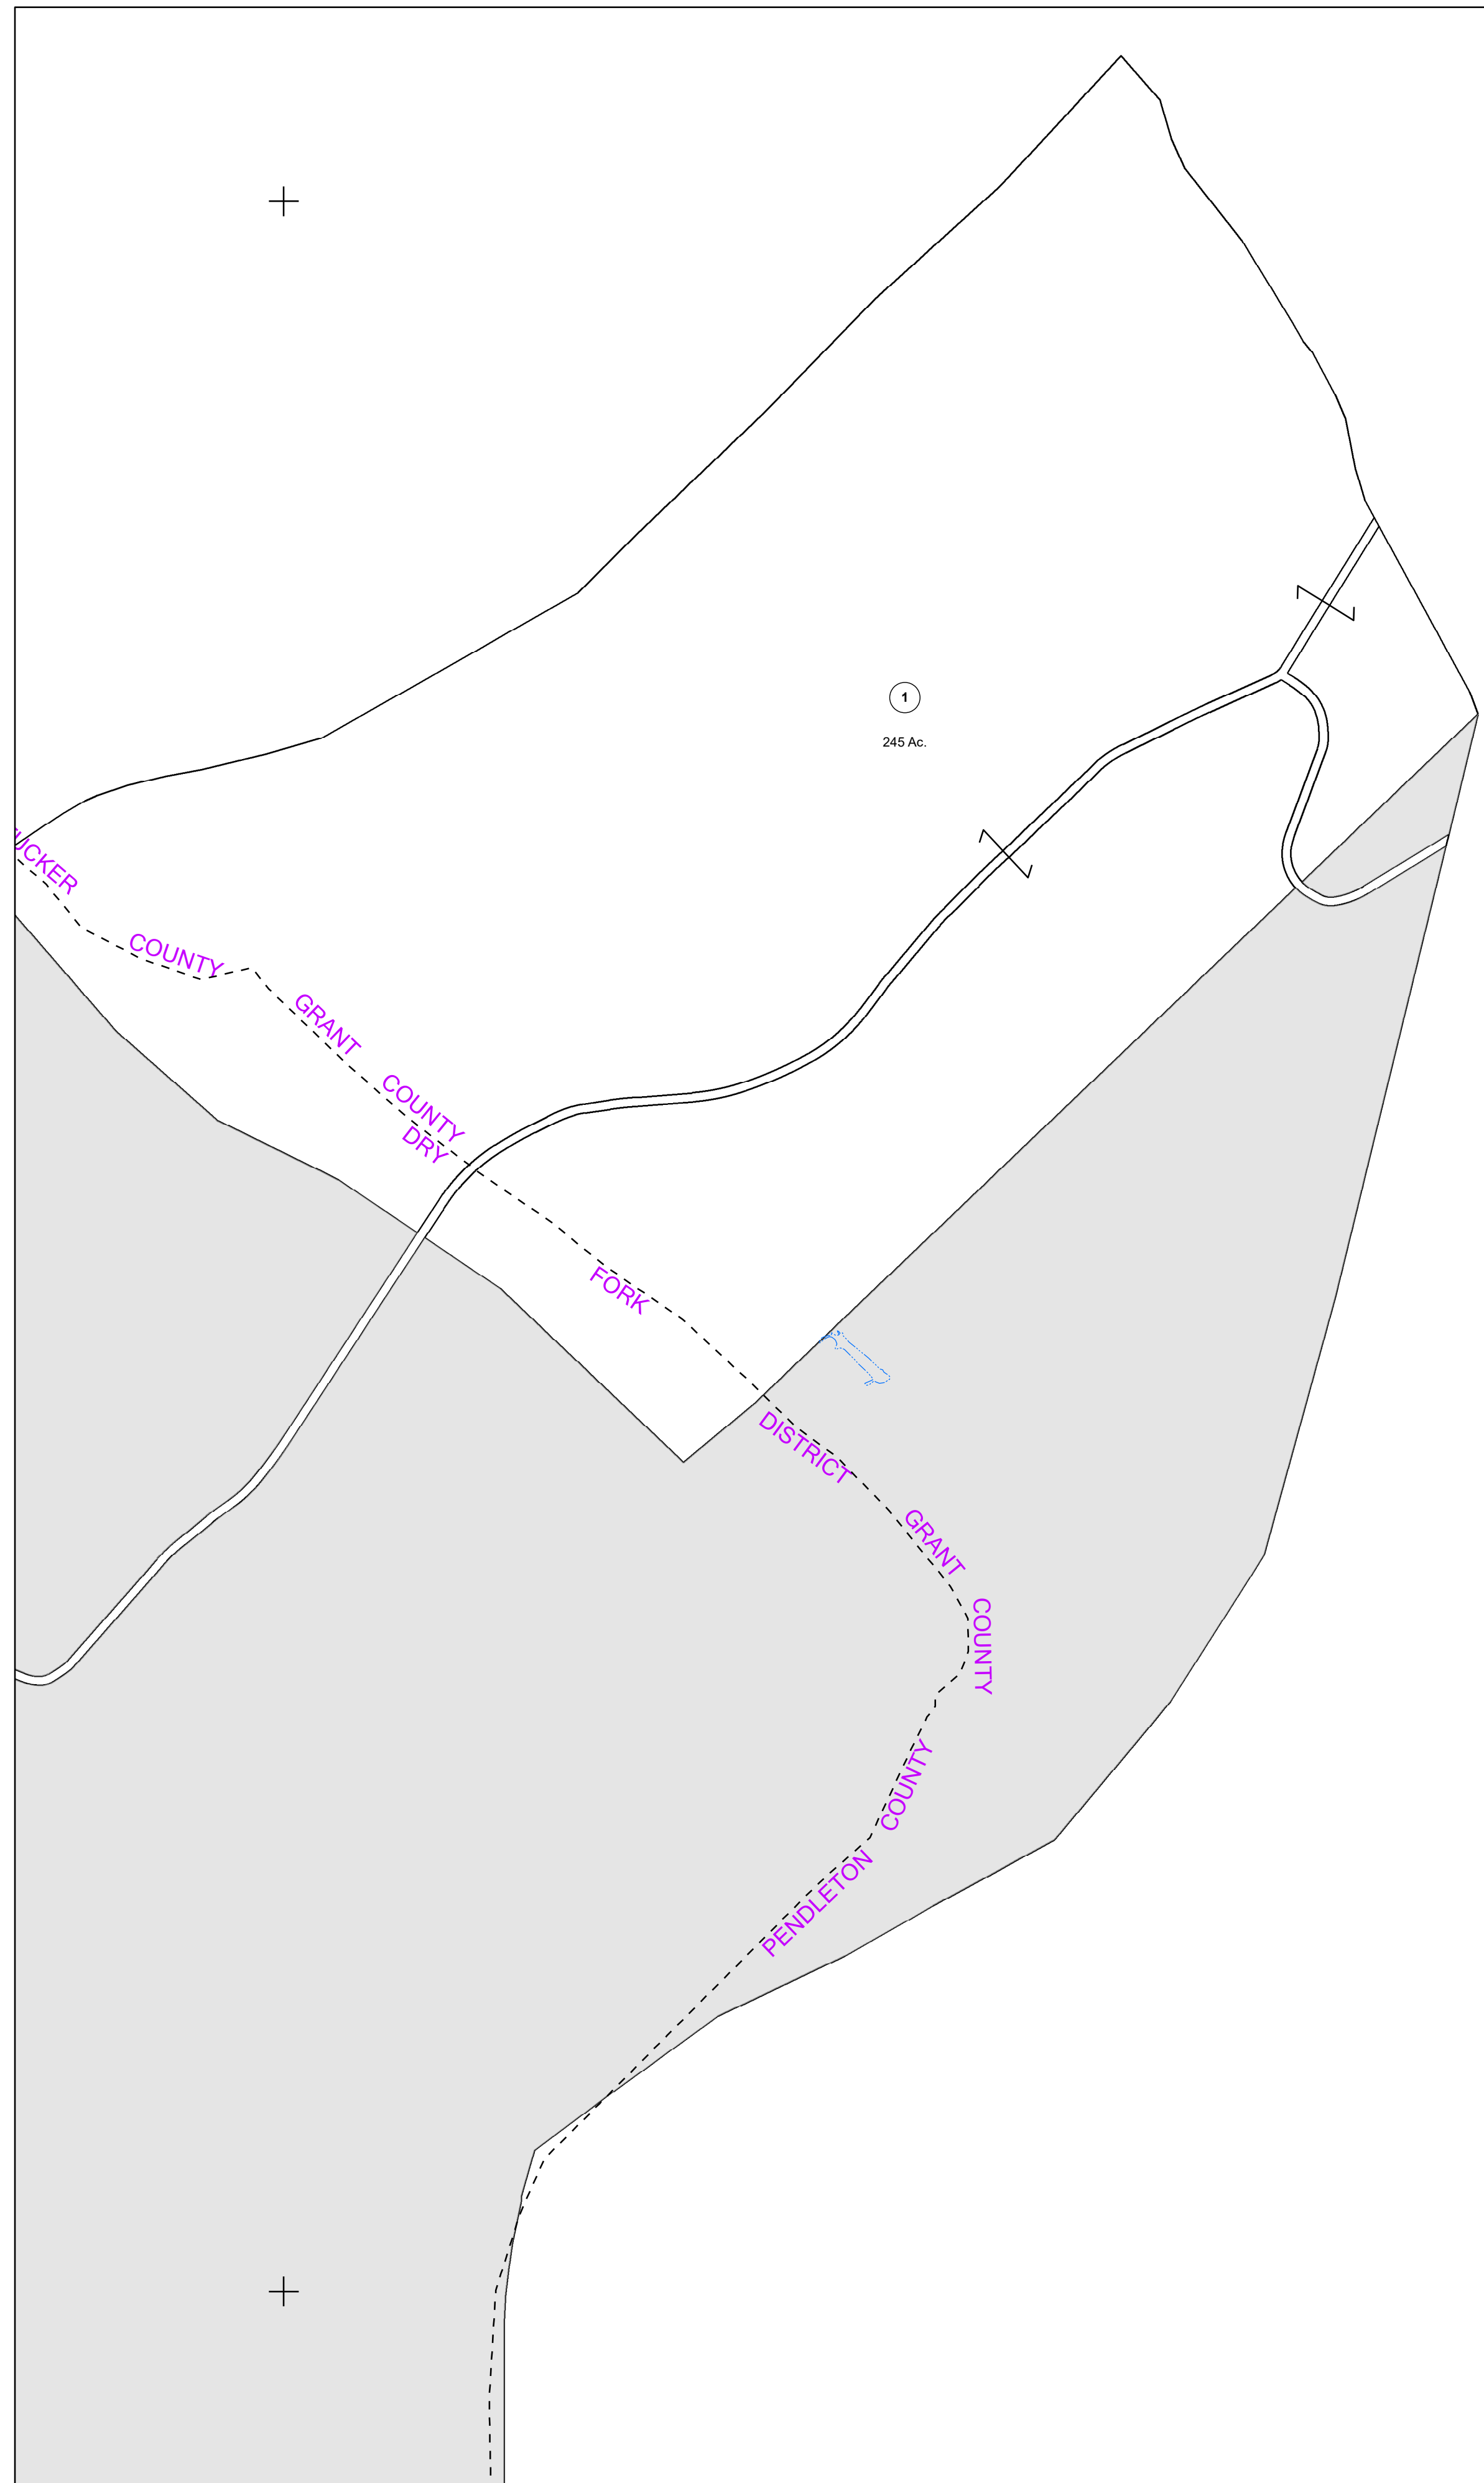 1
245 Ac.
UCKER
COUNTY
GRANT
COUNTY
DRY
FORK
DISTRICT
GRANT
COUNTY
COUNTY
PENDLETON